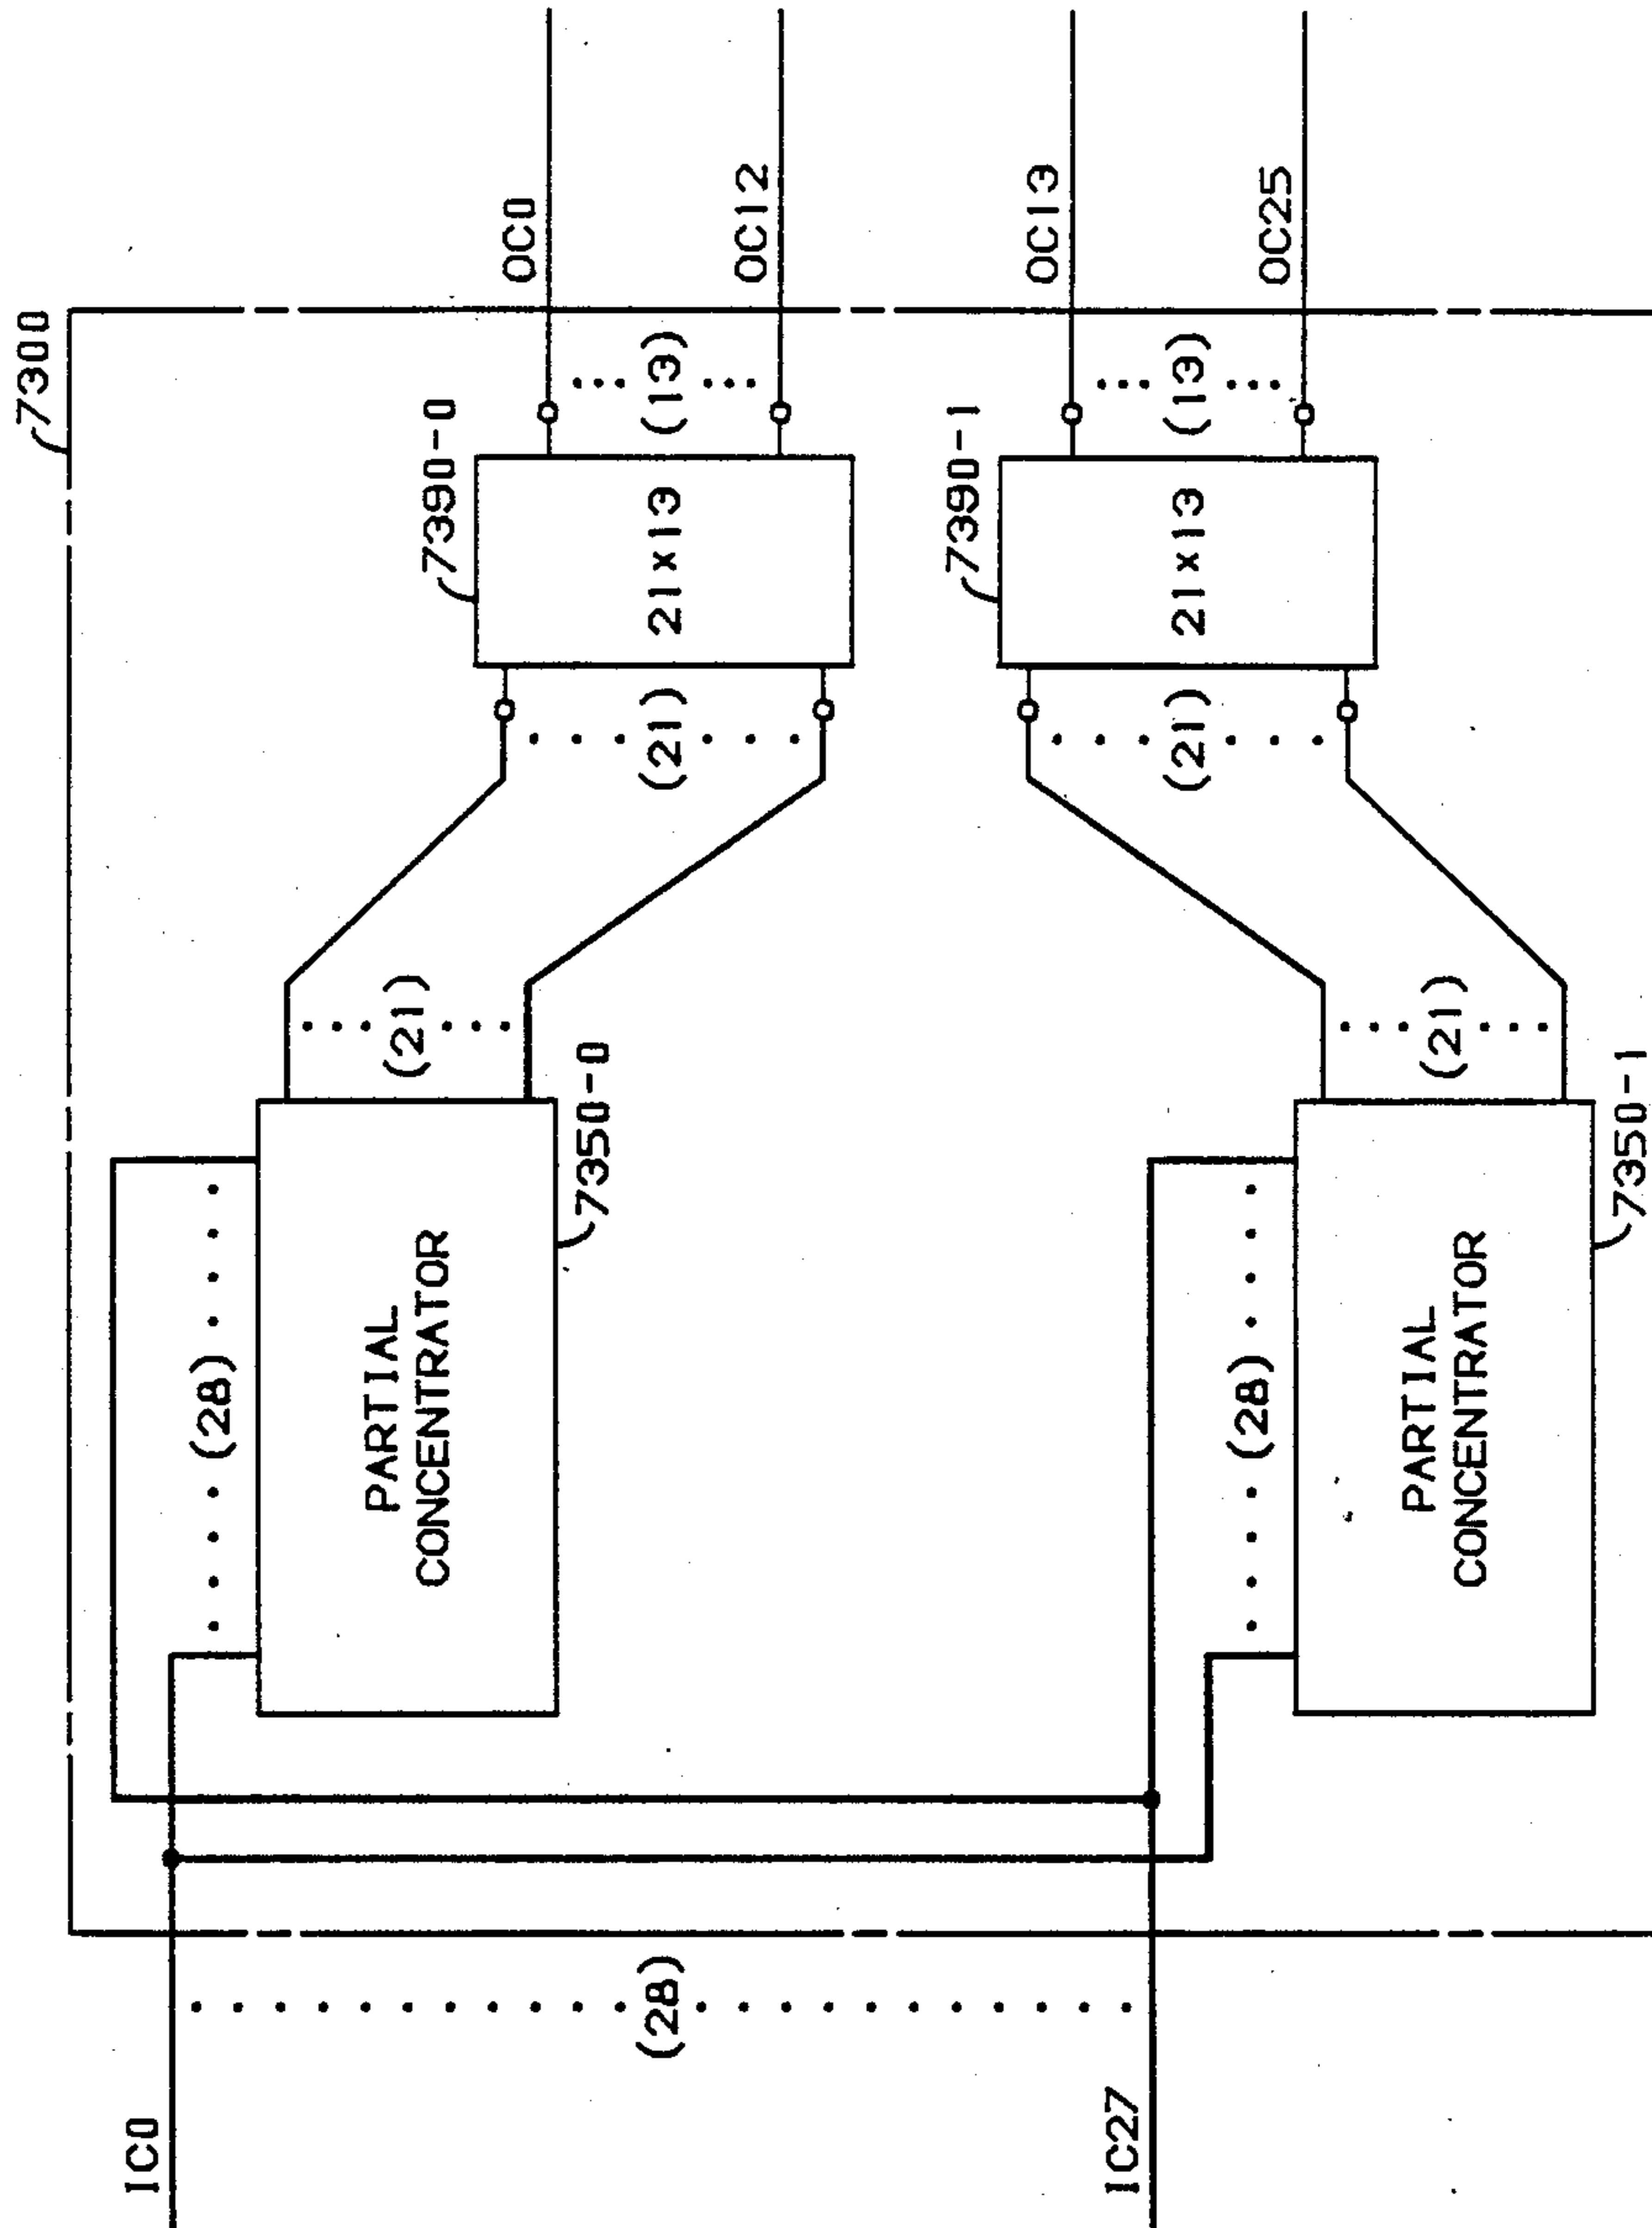 7300
IC0
(28)
IC27
(28)
PARTIAL
CONCENTRATOR
7350-0
(21)
(21)
7390-0
21x13
(13)
OC0
OC12
(28)
PARTIAL
CONCENTRATOR
7350-1
(21)
(21)
7390-1
21x13
(13)
OC13
OC25